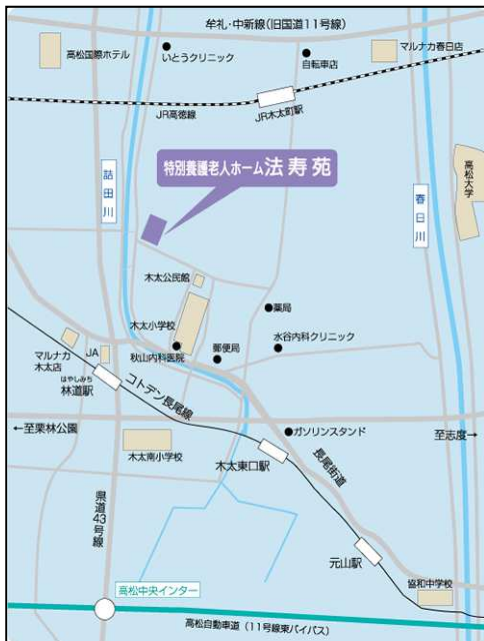 牟礼・中新線(旧国道11号線)
高松国際ホテル
いとうクリニック
自転車店
マルナカ春日店
JR高徳線
JR木太町駅
詰田川
特別養護老人ホーム法寿苑
春日川
高松大学
木太公民館
木太小学校
薬局
水谷内科クリニック
郵便局
秋山内科医院
マルナカ
木太店
JA
はやしみち
林道駅
コトデン長尾線
←至栗林公園
ガソリンスタンド
至志度→
木太南小学校
木太東口駅
長尾街道
県道43号線
元山駅
協和中学校
高松中央インター
高松自動車道(11号線東バイパス)